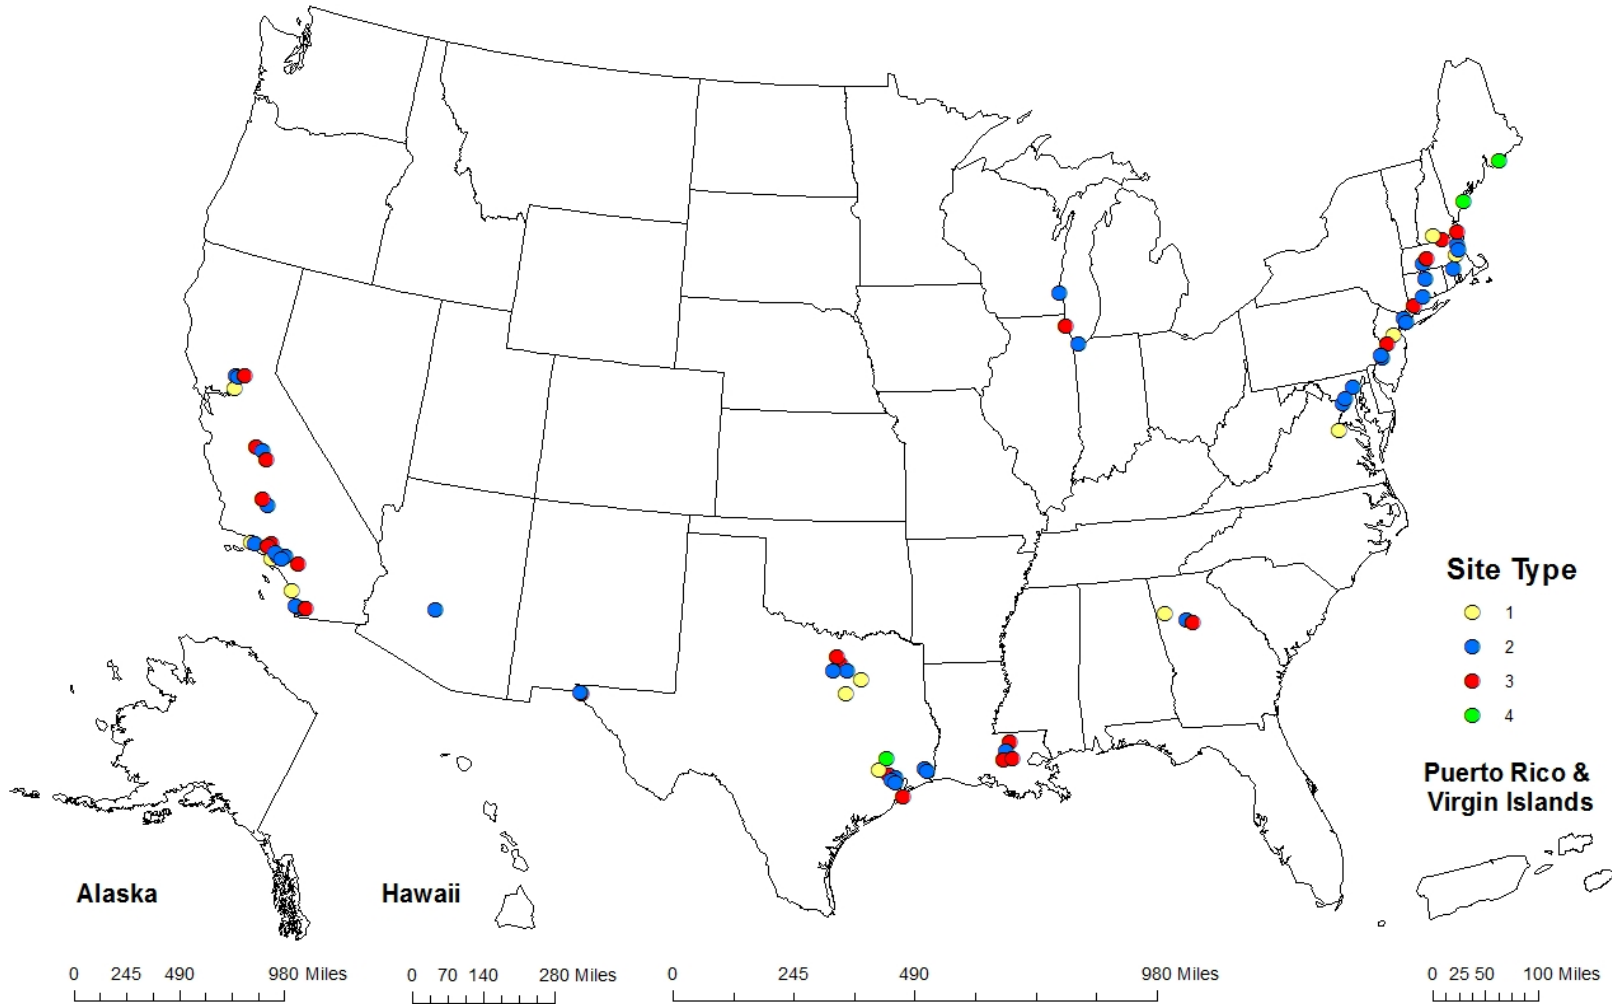 Site Type
1
2
3
4
Puerto Rico &
Virgin Islands
Alaska
Hawaii
0 245 490 980 Miles
0 70 140 280 Miles
0 245 490 980 Miles
0 25 50 100 Miles